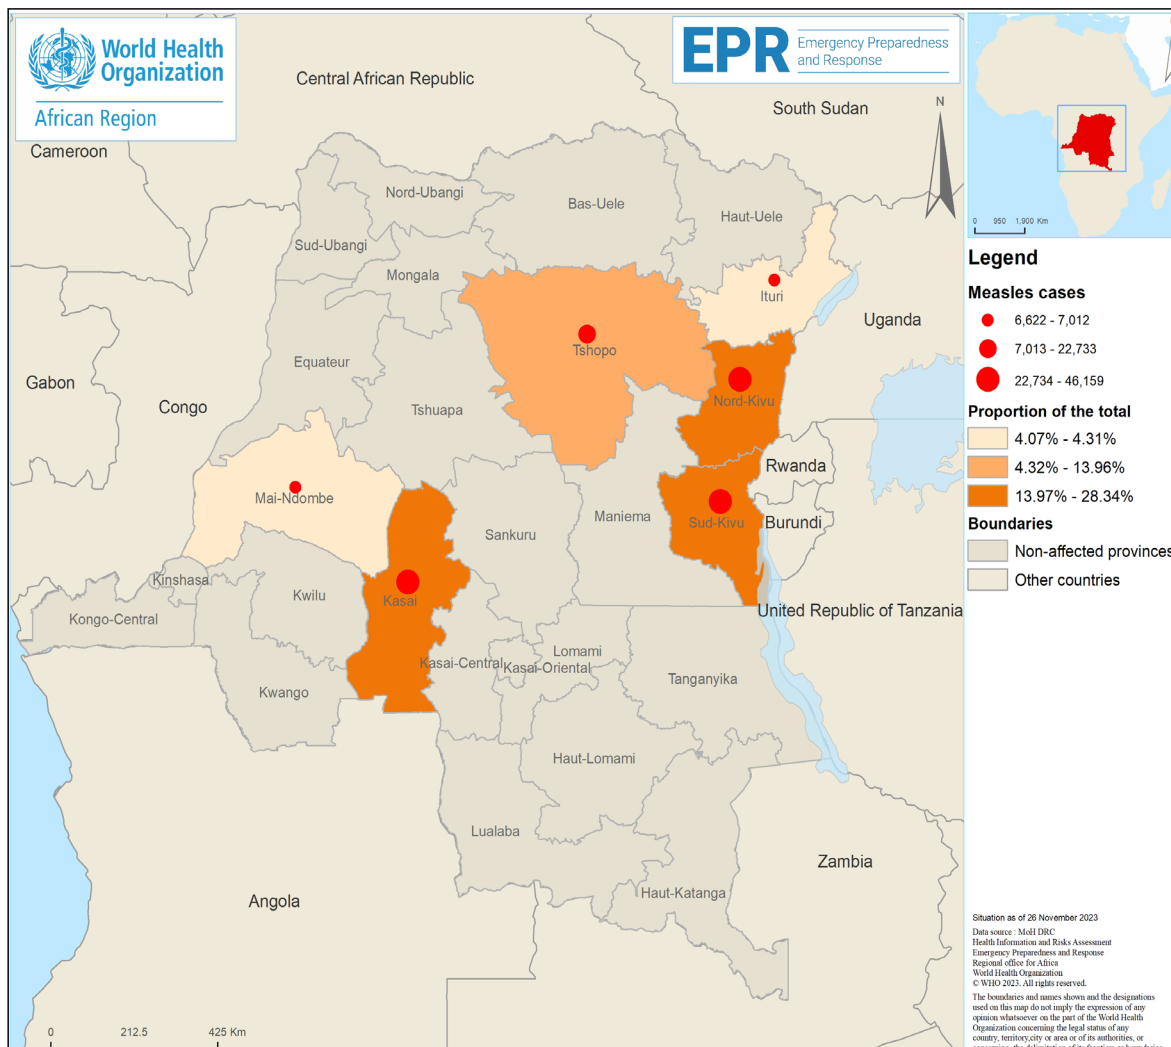 World Health
Organization
African Region
EPR
Emergency Preparedness
and Response
Central African Republic
South Sudan
Cameroon
N
Nord-Ubangi
Bas-Uele
Haut-Uele
Sud-Ubangi
Mongala
Ituri
Uganda
Tshopo
Equateur
Gabon
Congo
Tshuapa
Nord-Kivu
Rwanda
Mai-Ndombe
Maniema
Sud-Kivu
Burundi
Sankuru
Kinshasa
Kwilu
Kasai
Kongo-Central
United Republic of Tanzania
Lomami
Kasai-Central
Kasai-Oriental
Kwango
Tanganyika
Haut-Lomami
Lualaba
Zambia
Haut-Katanga
Angola
0 212.5 425 Km
0 950 1,900 Km
Legend
Measles cases
6,622 - 7,012
7,013 - 22,733
22,734 - 46,159
Proportion of the total
4.07% - 4.31%
4.32% - 13.96%
13.97% - 28.34%
Boundaries
Non-affected provinces
Other countries
Situation as of 26 November 2023
Data source : MoH DRC
Health Information and Risks Assessment
Emergency Preparedness and Response
Regional office for Africa
World Health Organization
© WHO 2023. All rights reserved.
The boundaries and names shown and the designations
used on this map do not imply the expression of any
opinion whatsoever on the part of the World Health
Organization concerning the legal status of any
country, territory,city or area or of its authorities, or